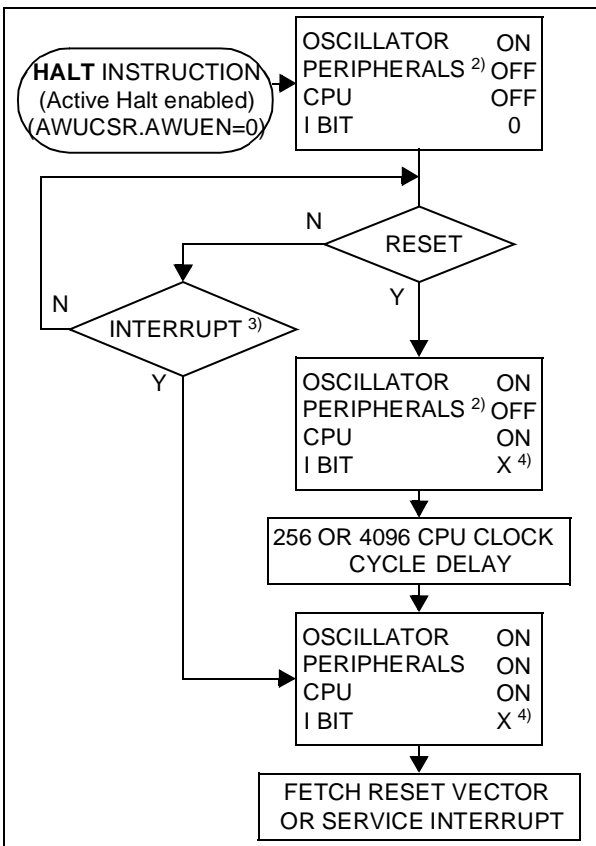 HALT INSTRUCTION
(Active Halt enabled)
(AWUCSR.AWUEN=0)
OSCILLATOR ON
PERIPHERALS 2) OFF
CPU OFF
I BIT 0
RESET
N
Y
INTERRUPT 3)
N
Y
OSCILLATOR ON
PERIPHERALS 2) OFF
CPU ON
I BIT X 4)
256 OR 4096 CPU CLOCK
CYCLE DELAY
OSCILLATOR ON
PERIPHERALS ON
CPU ON
I BIT X 4)
FETCH RESET VECTOR
OR SERVICE INTERRUPT